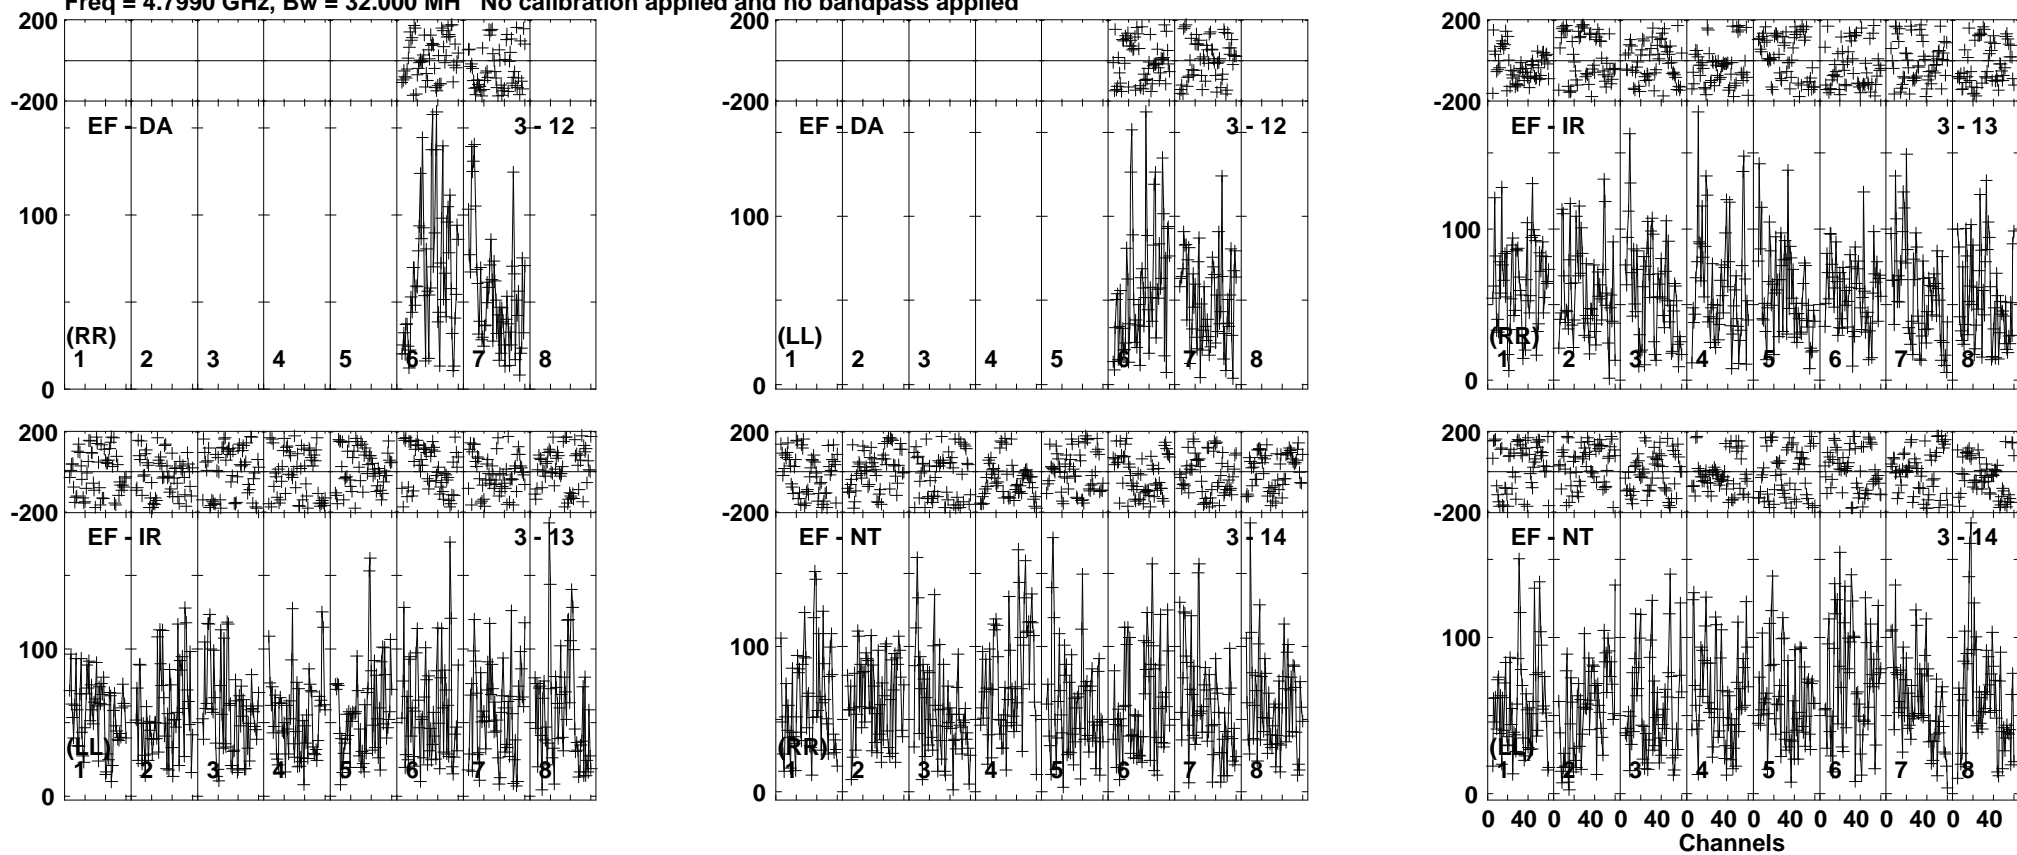 Freq = 4.7990 GHz, Bw = 32.000 MH No calibration applied and no bandpass applied
200
-200
EF - DA 3 - 12
100
(RR)
1 2 3 4 5 6 7 8
0
200
-200
EF - DA 3 - 12
100
(LL)
1 2 3 4 5 6 7 8
0
200
-200
EF - IR 3 - 13
100
(RR)
1 2 3 4 5 6 7 8
0
200
-200
EF - IR 3 - 13
100
(LL)
1 2 3 4 5 6 7 8
0
200
-200
EF - NT 3 - 14
100
(RR)
1 2 3 4 5 6 7 8
0
200
-200
EF - NT 3 - 14
100
(LL)
1 2 3 4 5 6 7 8
0
0 40 0 40 0 40 0 40 0 40 0 40 0 40 0 40
Channels